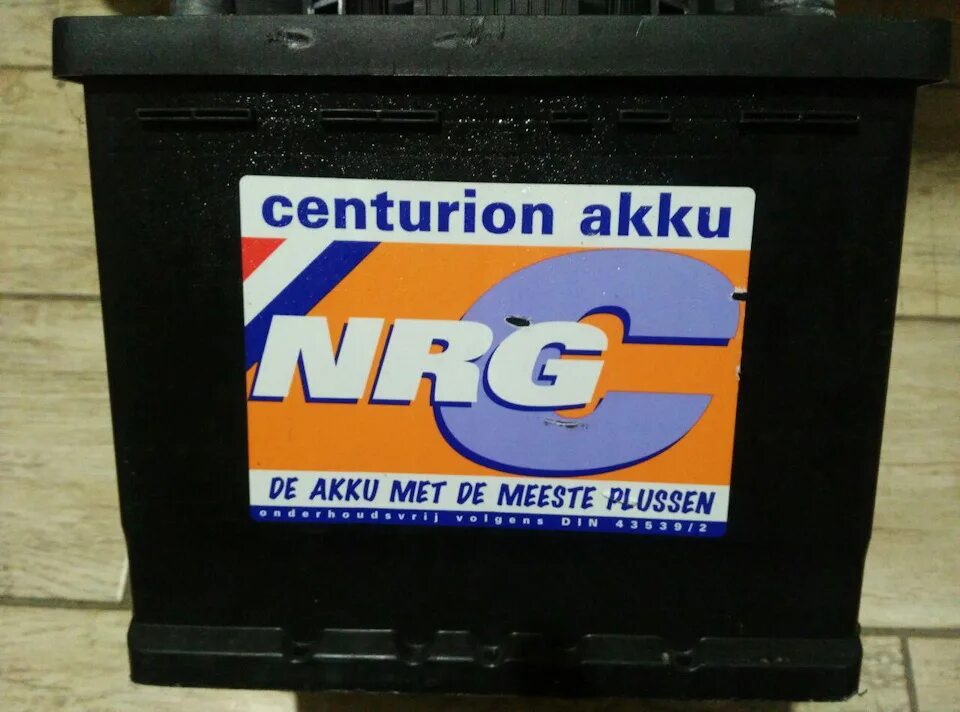 centurion akku
C
NRG
DE AKKU MET DE MEESTE PLUSSEN
onderhoudsvrij volgens DIN 43539/2